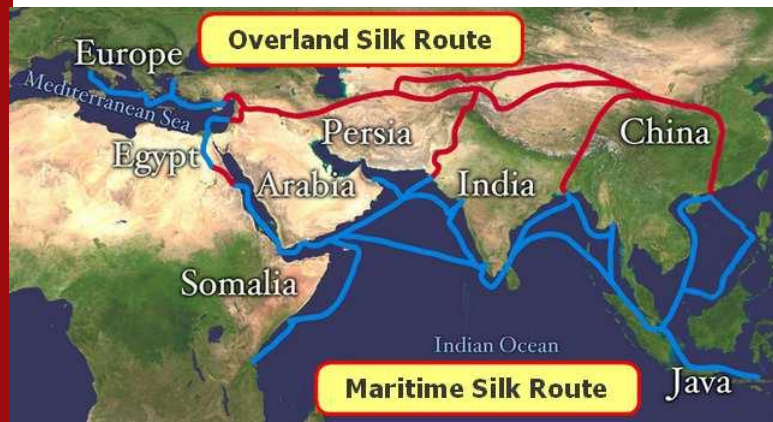 Overland Silk Route
Europe
Mediterranean Sea
Persia
China
Egypt
Arabia
India
Somalia
Indian Ocean
Maritime Silk Route
Java